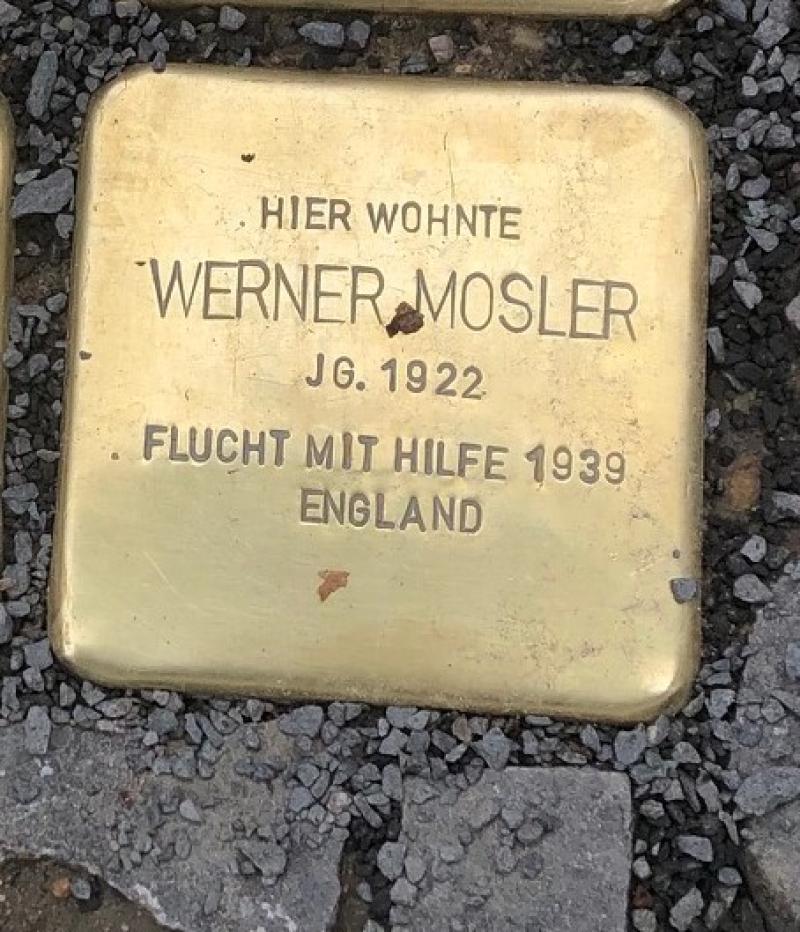 HIER WOHNTE
WERNER MOSLER
JG. 1922
FLUCHT MIT HILFE 1939
ENGLAND